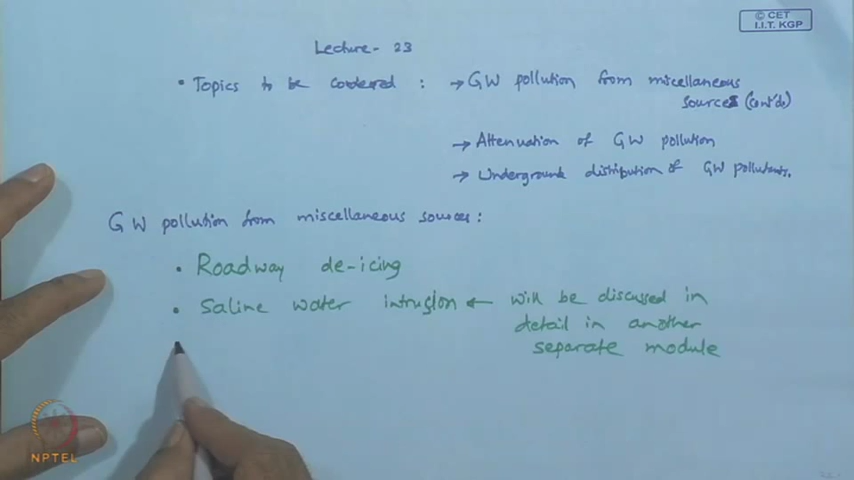 © CET
I.I.T. KGP
Lecture - 23
• Topics to be covered : → GW pollution from miscellaneous
sources (cont'd)
→ Attenuation of GW pollution
→ Underground distribution of GW pollutants.
GW pollution from miscellaneous sources :
• Roadway de-icing
• Saline water intrusion ← will be discussed in
detail in another
separate module
NPTEL